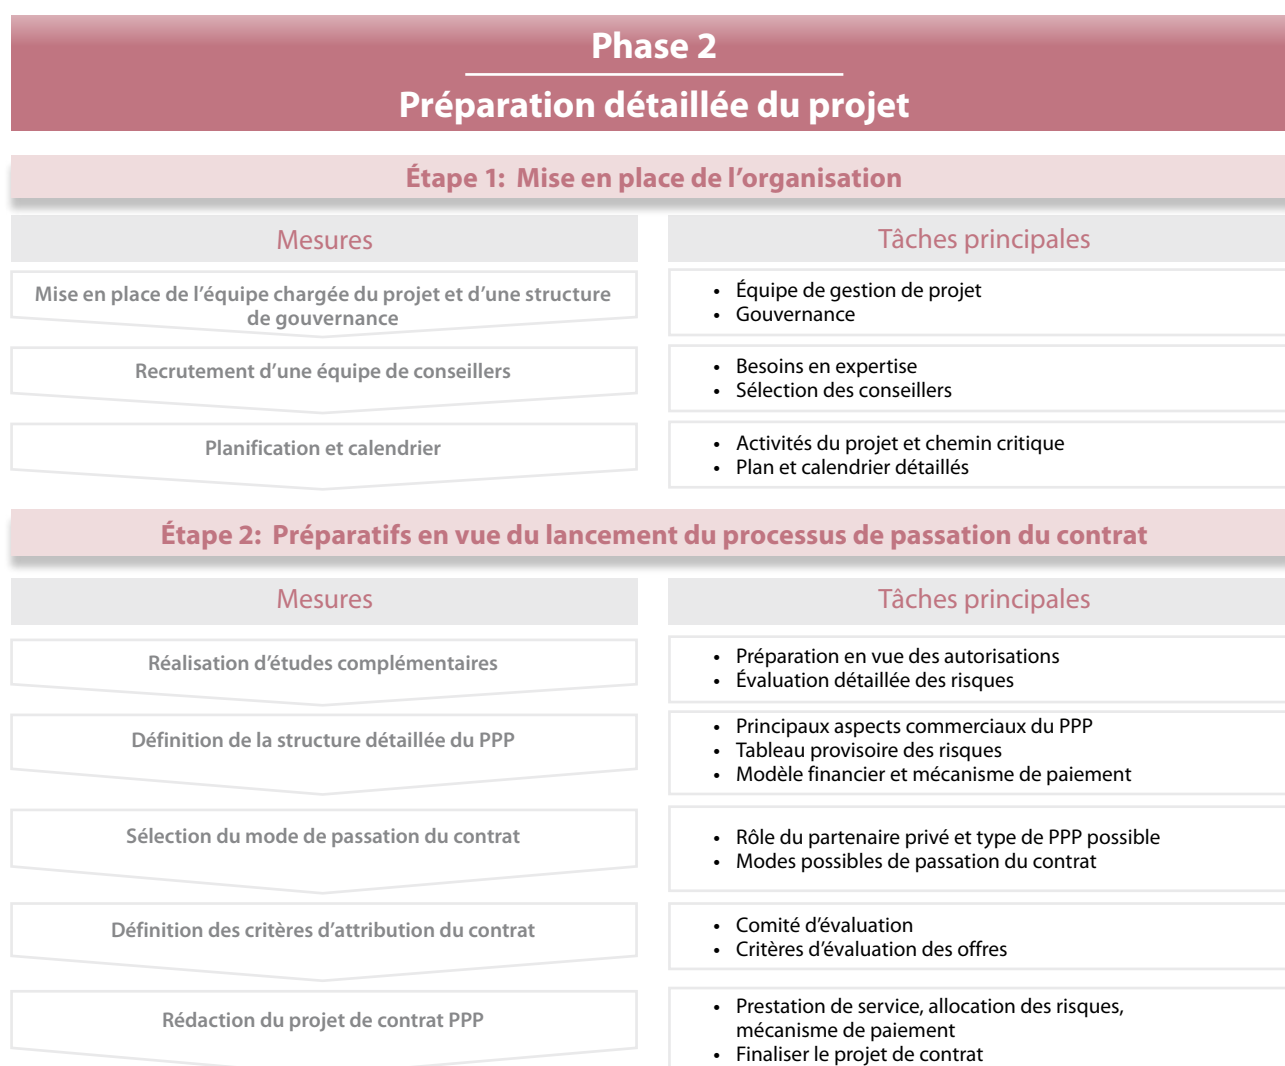 Phase 2
Préparation détaillée du projet
Étape 1: Mise en place de l’organisation
Mesures
Tâches principales
Mise en place de l’équipe chargée du projet et d’une structure
de gouvernance
• Équipe de gestion de projet
• Gouvernance
Recrutement d’une équipe de conseillers
• Besoins en expertise
• Sélection des conseillers
Planification et calendrier
• Activités du projet et chemin critique
• Plan et calendrier détaillés
Étape 2: Préparatifs en vue du lancement du processus de passation du contrat
Mesures
Tâches principales
Réalisation d’études complémentaires
• Préparation en vue des autorisations
• Évaluation détaillée des risques
Définition de la structure détaillée du PPP
• Principaux aspects commerciaux du PPP
• Tableau provisoire des risques
• Modèle financier et mécanisme de paiement
Sélection du mode de passation du contrat
• Rôle du partenaire privé et type de PPP possible
• Modes possibles de passation du contrat
Définition des critères d’attribution du contrat
• Comité d’évaluation
• Critères d’évaluation des offres
Rédaction du projet de contrat PPP
• Prestation de service, allocation des risques,
mécanisme de paiement
• Finaliser le projet de contrat